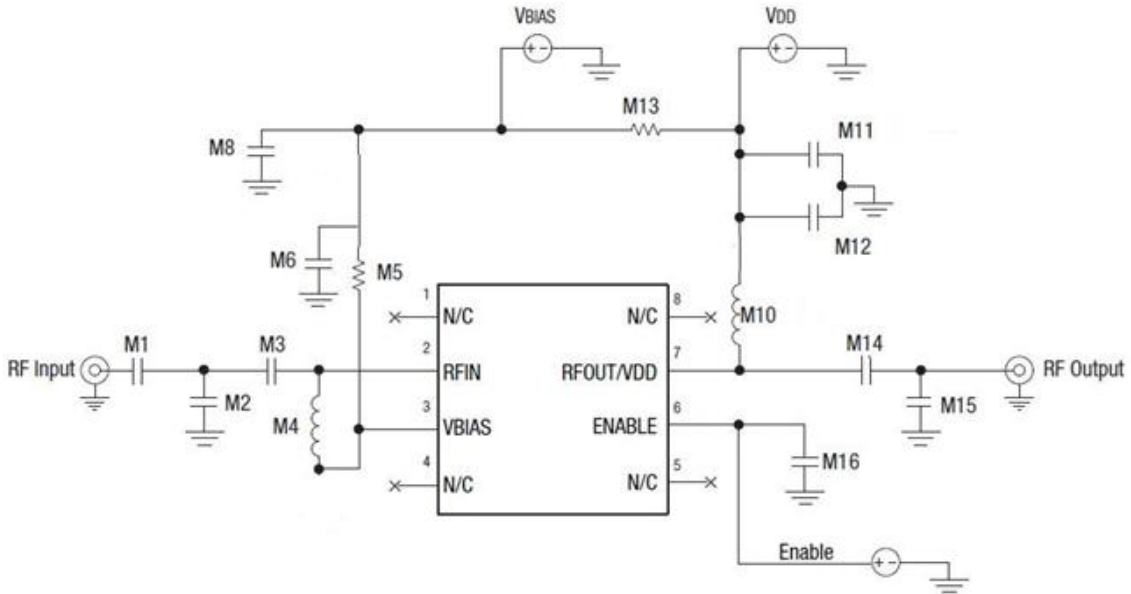 VBIAS
VDD
M13
M11
M8
M12
M6
M5
1
N/C
8
N/C
M10
M1
M3
2
M14
7
RF Input
RFIN
RFOUT/VDD
RF Output
M2
M4
3
VBIAS
6
ENABLE
M15
4
N/C
5
N/C
M16
Enable